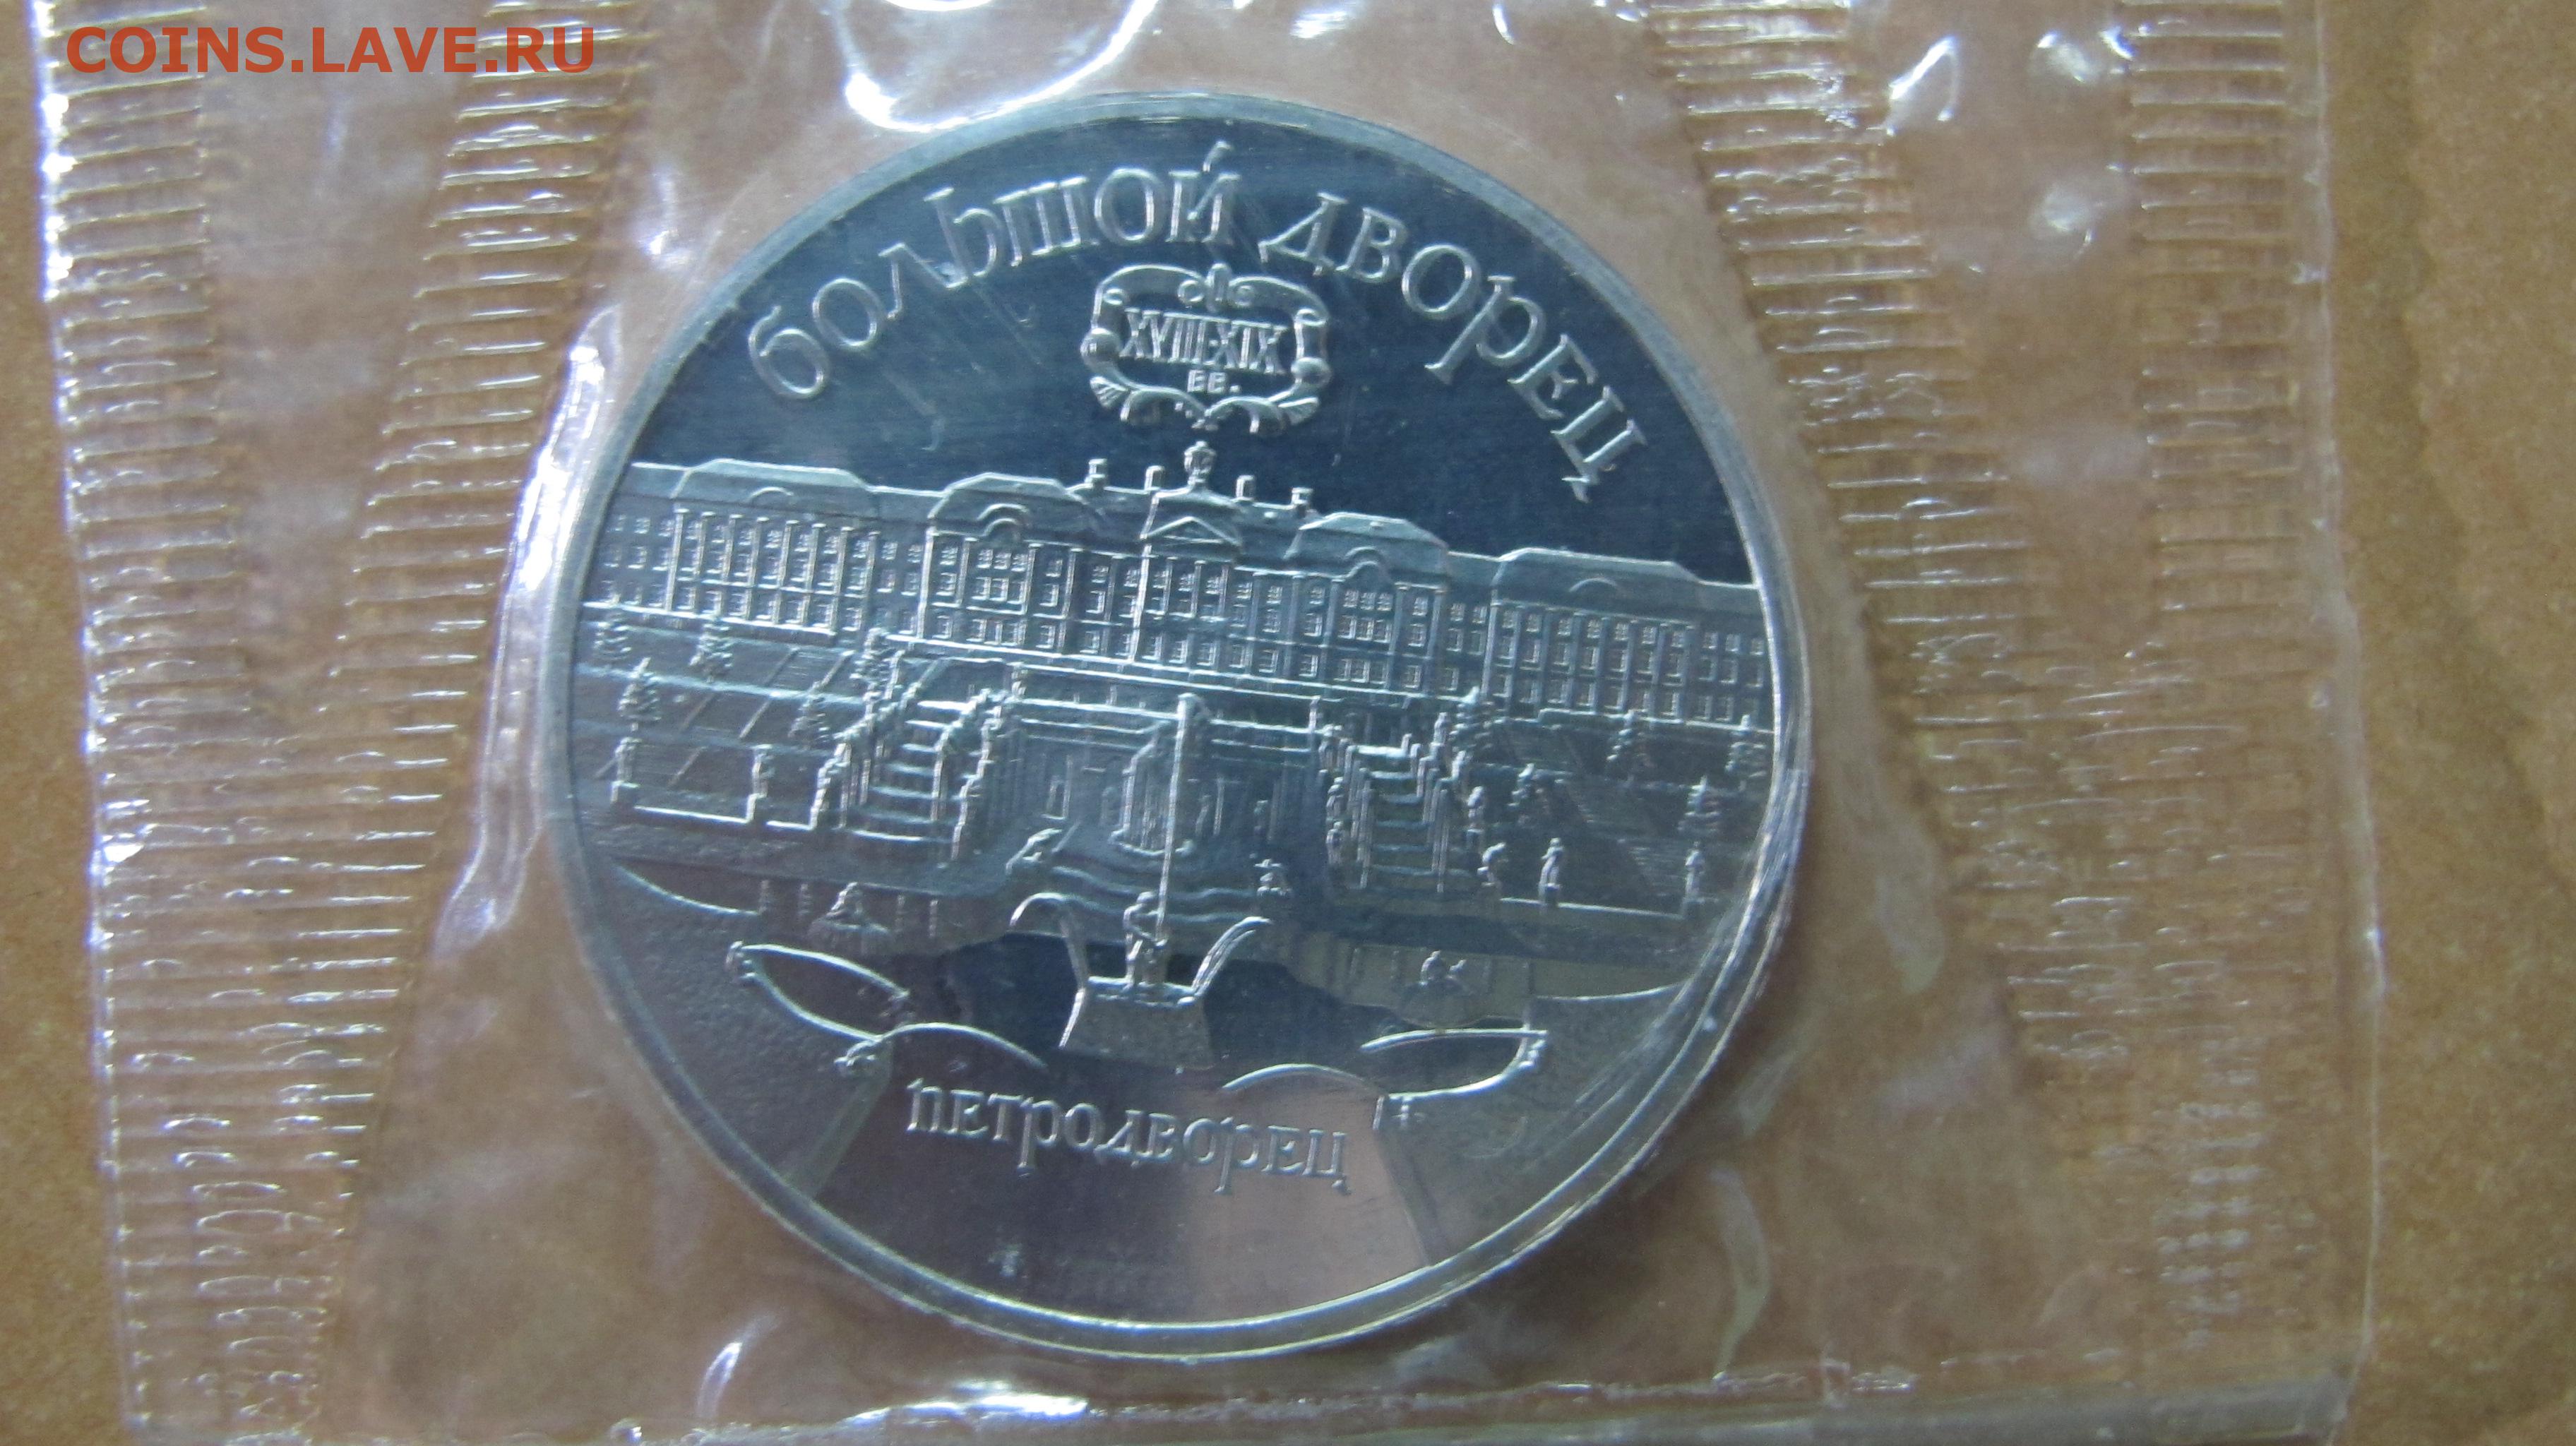 COINS.LAVE.RU
БОЛЬШОЙ ДВОРЕЦ
XVIII-XIX
ВВ.
ПЕТРОДВОРЕЦ